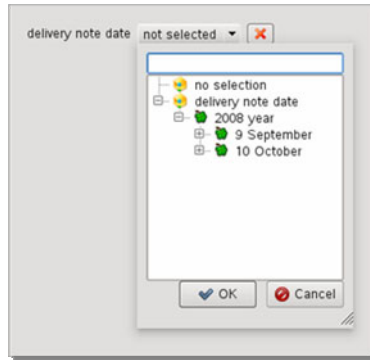 delivery note date not selected
no selection
delivery note date
2008 year
9 September
10 October
OK Cancel